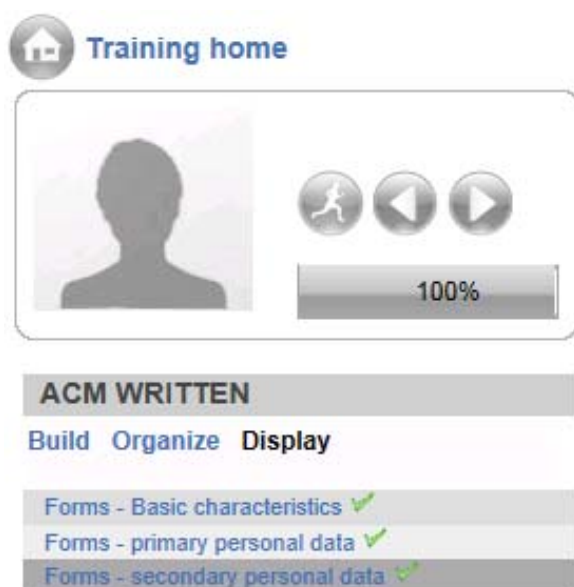 Training home
100%
ACM WRITTEN
Build Organize Display
Forms - Basic characteristics
Forms - primary personal data
Forms - secondary personal data